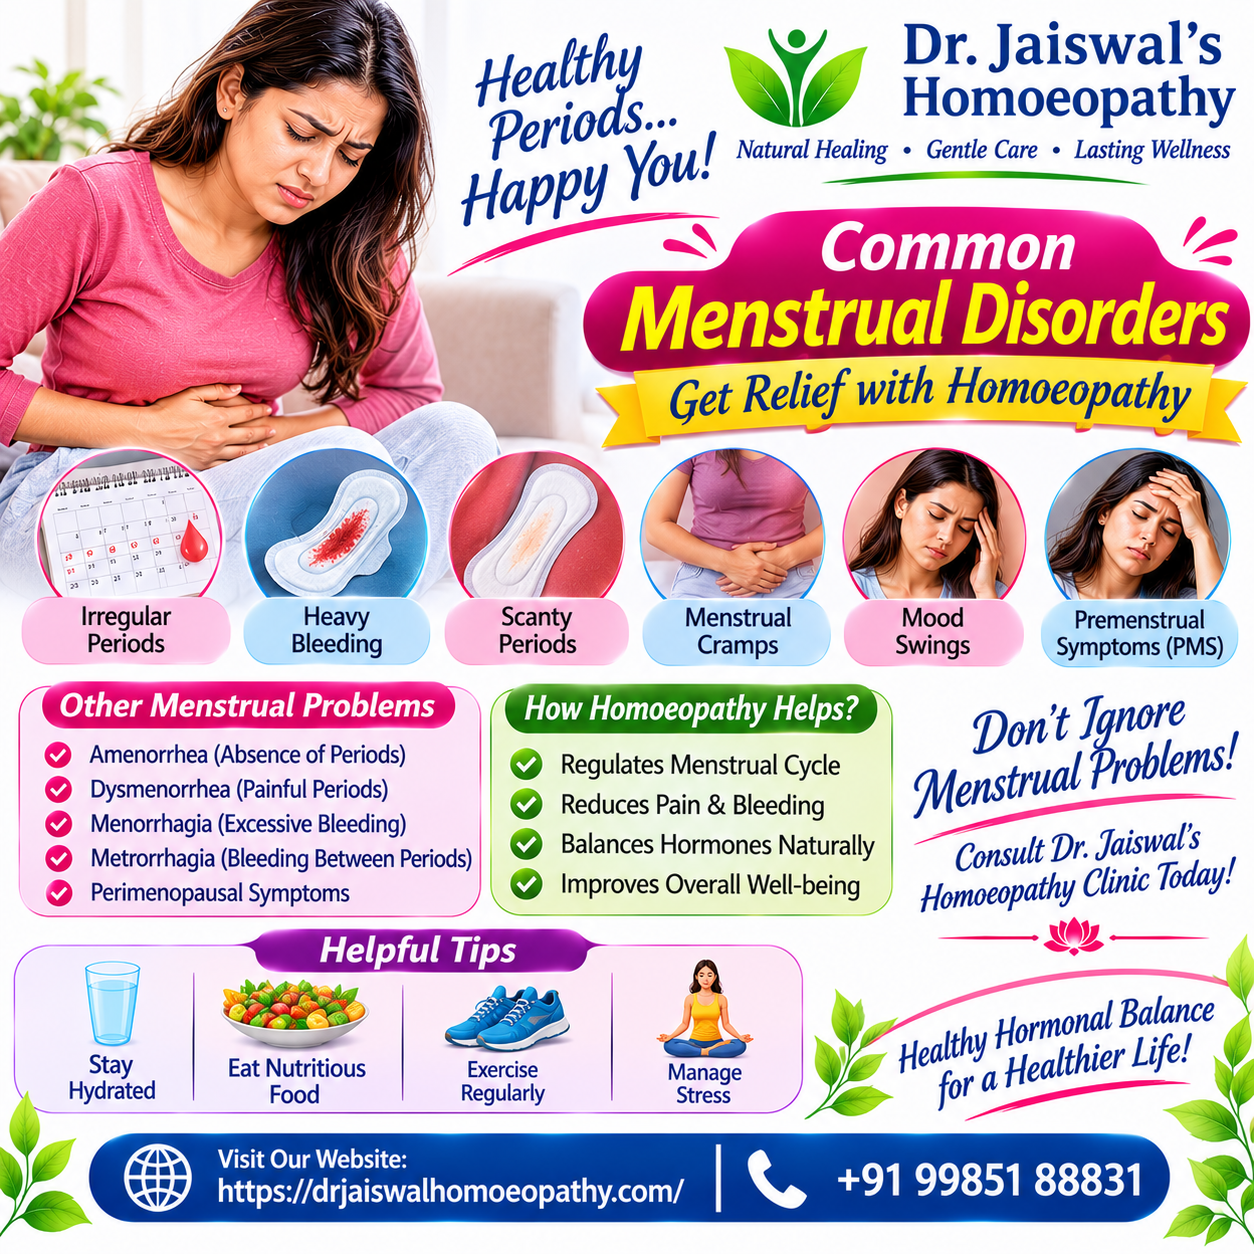 Healthy
Periods...
Happy You!
Dr. Jaiswal's
Homoeopathy
Natural Healing • Gentle Care • Lasting Wellness
Common
Menstrual Disorders
Get Relief with Homoeopathy
Irregular
Periods
Heavy
Bleeding
Scanty
Periods
Menstrual
Cramps
Mood
Swings
Premenstrual
Symptoms (PMS)
Other Menstrual Problems
Amenorrhea (Absence of Periods)
Dysmenorrhea (Painful Periods)
Menorrhagia (Excessive Bleeding)
Metrorrhagia (Bleeding Between Periods)
Perimenopausal Symptoms
How Homoeopathy Helps?
Regulates Menstrual Cycle
Reduces Pain & Bleeding
Balances Hormones Naturally
Improves Overall Well-being
Don't Ignore
Menstrual Problems!
Consult Dr. Jaiswal's
Homoeopathy Clinic Today!
Helpful Tips
Stay
Hydrated
Eat Nutritious
Food
Exercise
Regularly
Manage
Stress
Healthy Hormonal Balance
for a Healthier Life!
Visit Our Website:
https://drjaiswalhomoeopathy.com/
+91 99851 88831